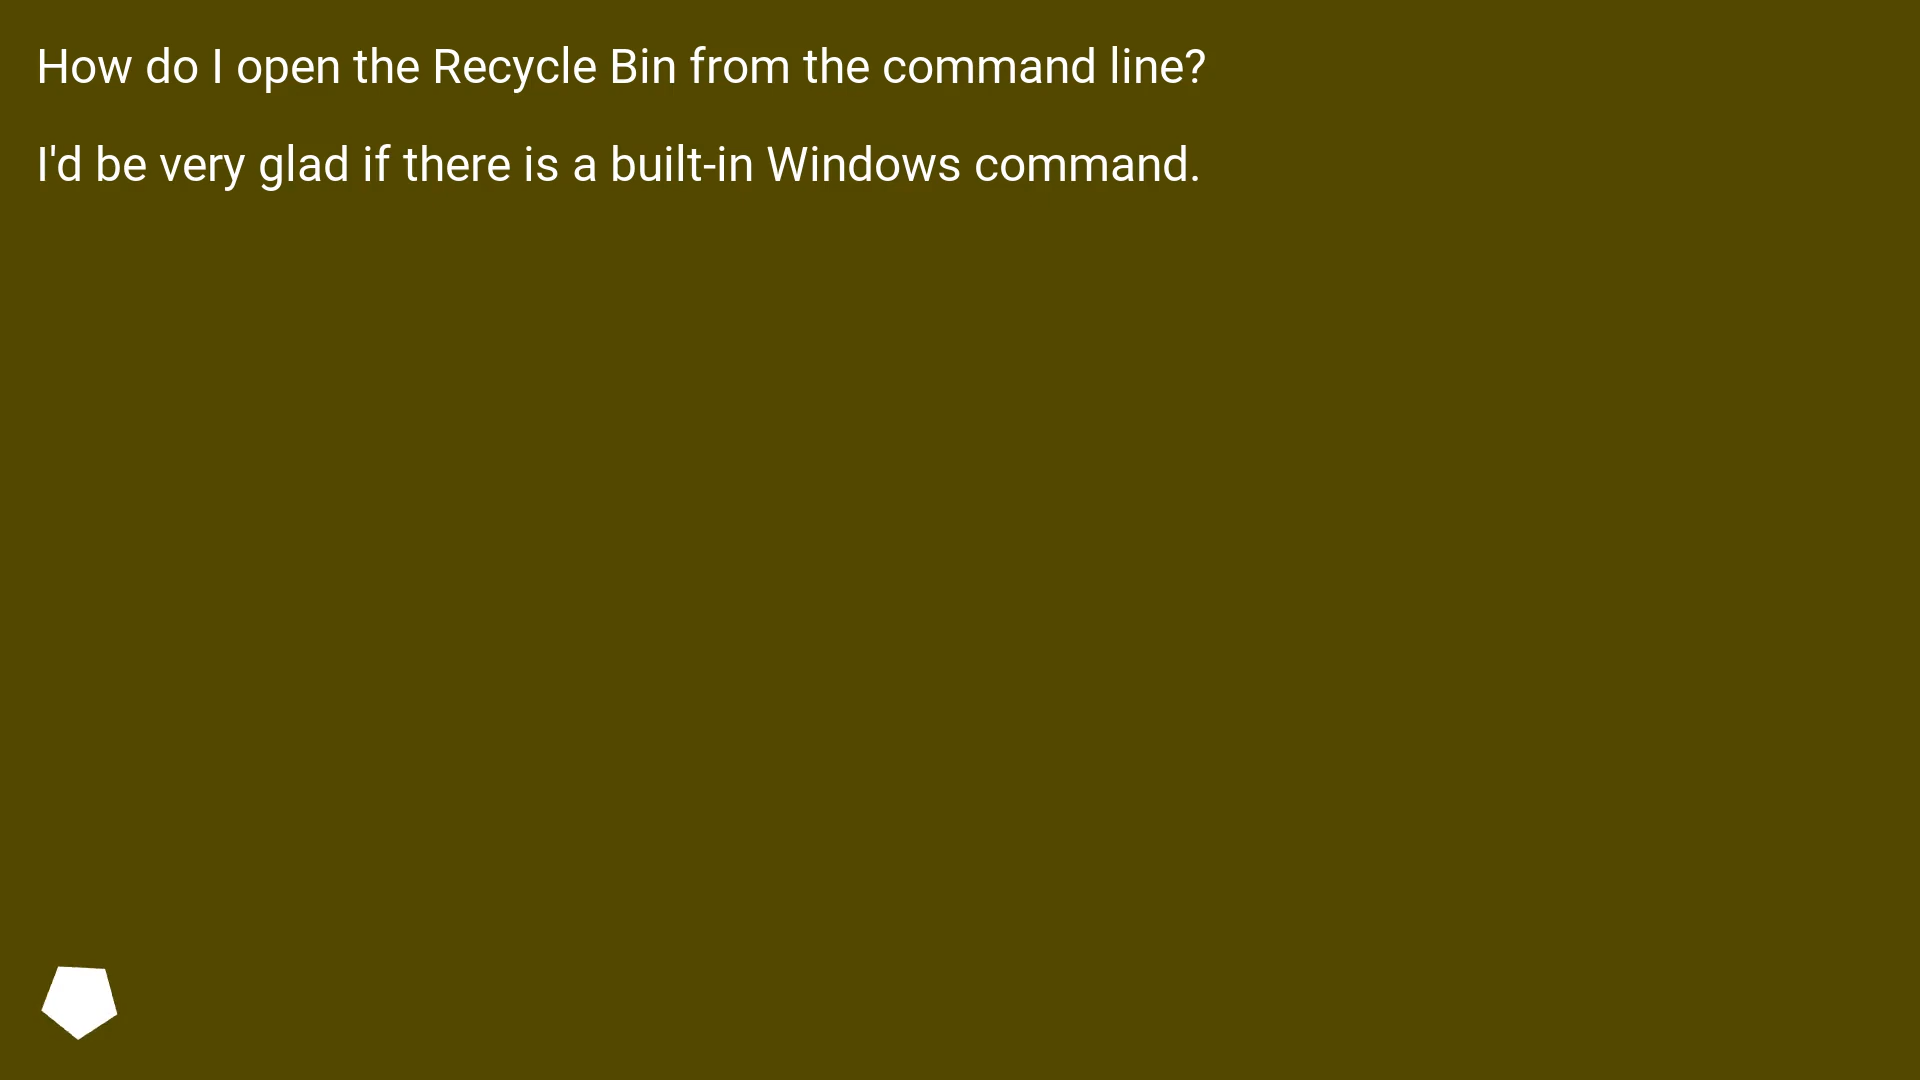 How do I open the Recycle Bin from the command line?
I'd be very glad if there is a built-in Windows command.